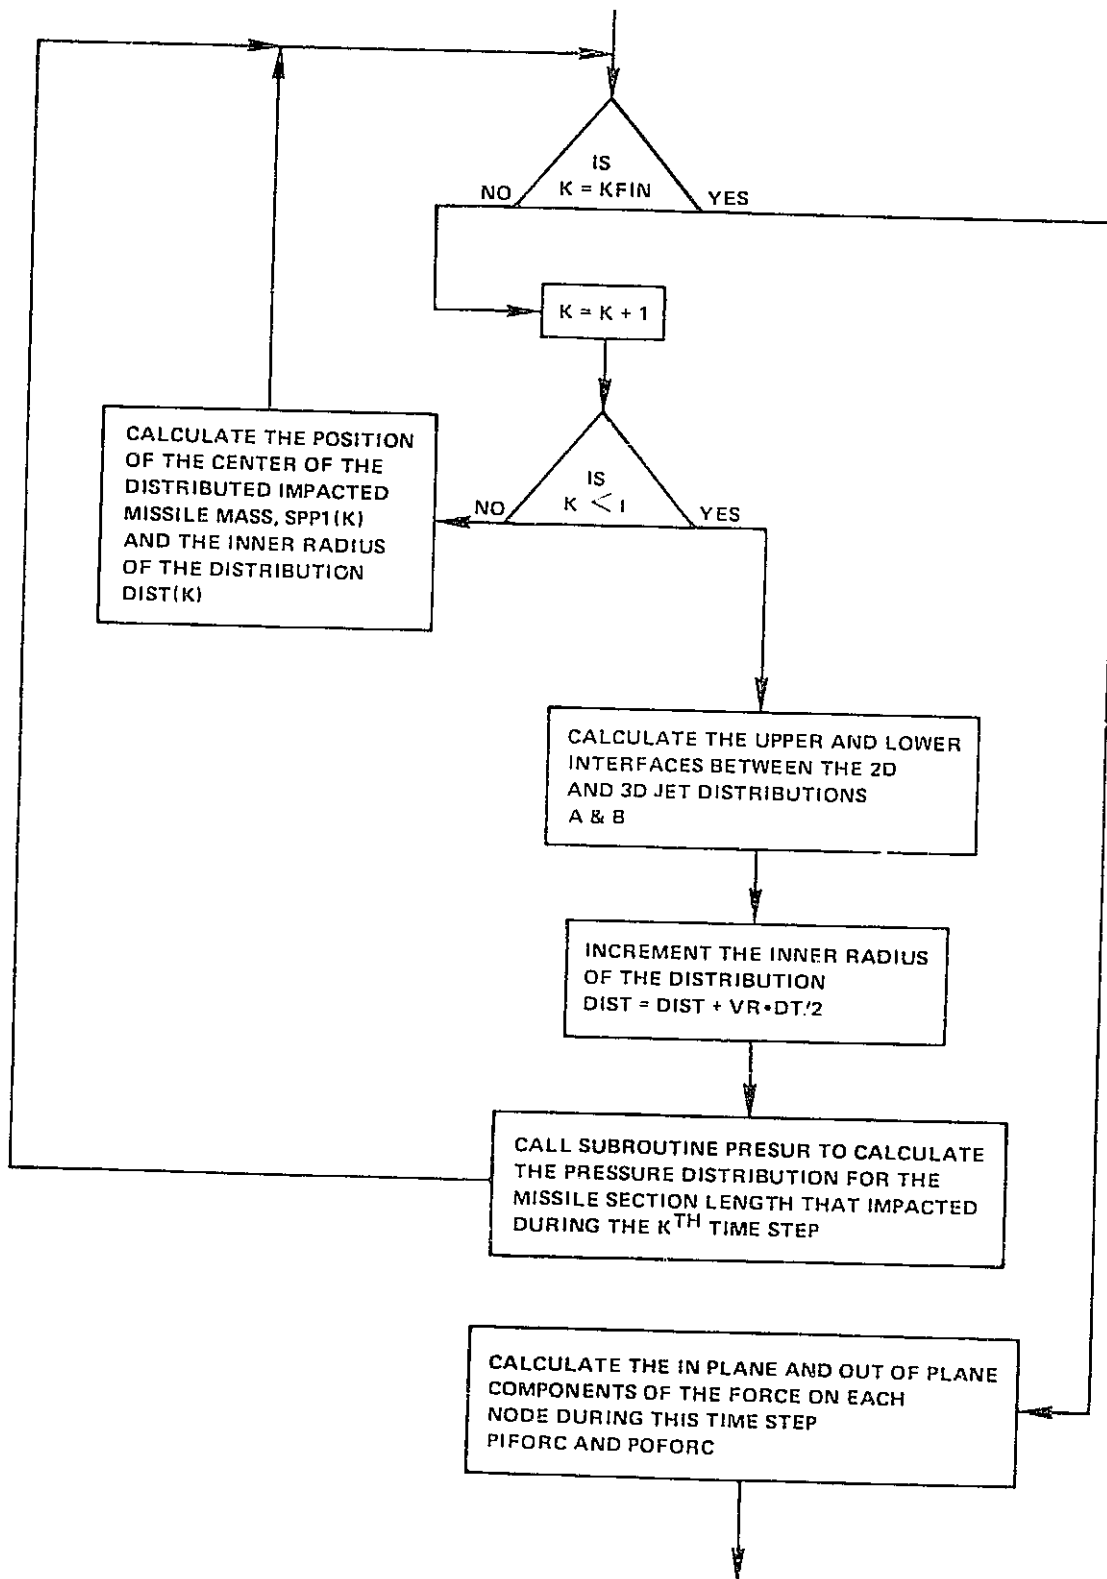 IS
K = KFIN
NO
YES
K = K + 1
IS
K < I
NO
YES
CALCULATE THE POSITION
OF THE CENTER OF THE
DISTRIBUTED IMPACTED
MISSILE MASS, SPP1(K)
AND THE INNER RADIUS
OF THE DISTRIBUTION
DIST(K)
CALCULATE THE UPPER AND LOWER
INTERFACES BETWEEN THE 2D
AND 3D JET DISTRIBUTIONS
A & B
INCREMENT THE INNER RADIUS
OF THE DISTRIBUTION
DIST = DIST + VR•DT/2
CALL SUBROUTINE PRESUR TO CALCULATE
THE PRESSURE DISTRIBUTION FOR THE
MISSILE SECTION LENGTH THAT IMPACTED
DURING THE KTH TIME STEP
CALCULATE THE IN PLANE AND OUT OF PLANE
COMPONENTS OF THE FORCE ON EACH
NODE DURING THIS TIME STEP
PIFORC AND POFORC